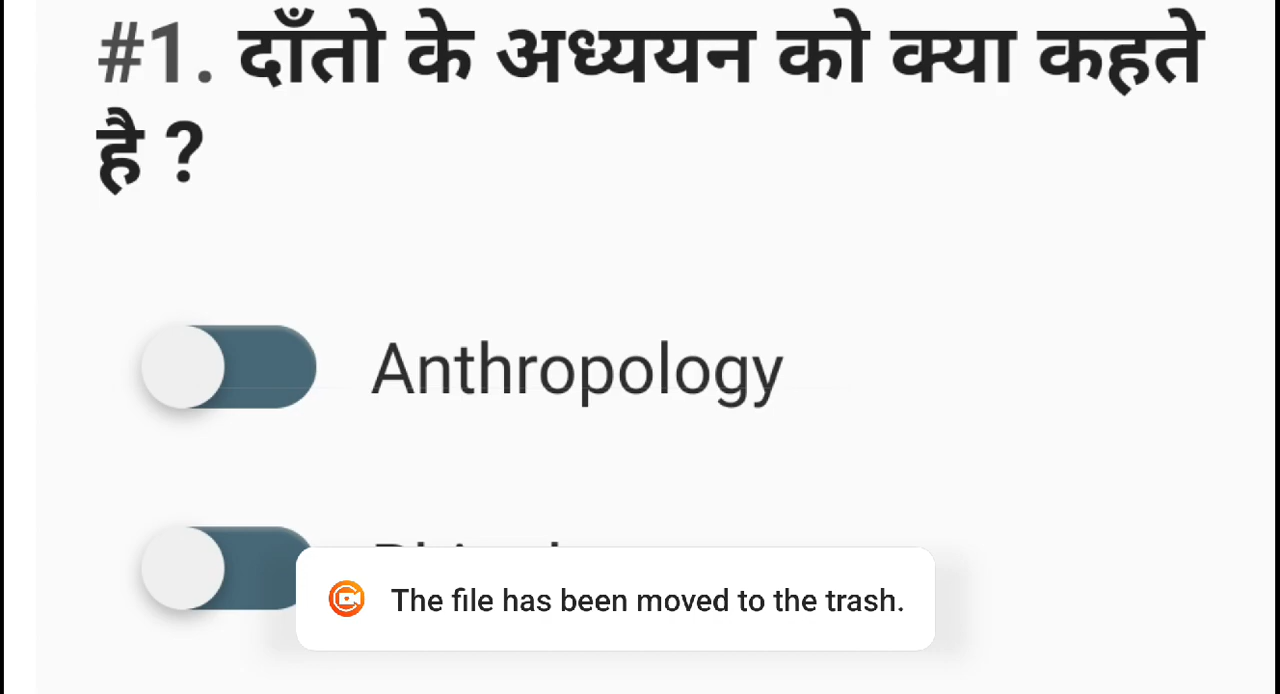 #1. दाँतो के अध्ययन को क्या कहते
है ?
Anthropology
The file has been moved to the trash.